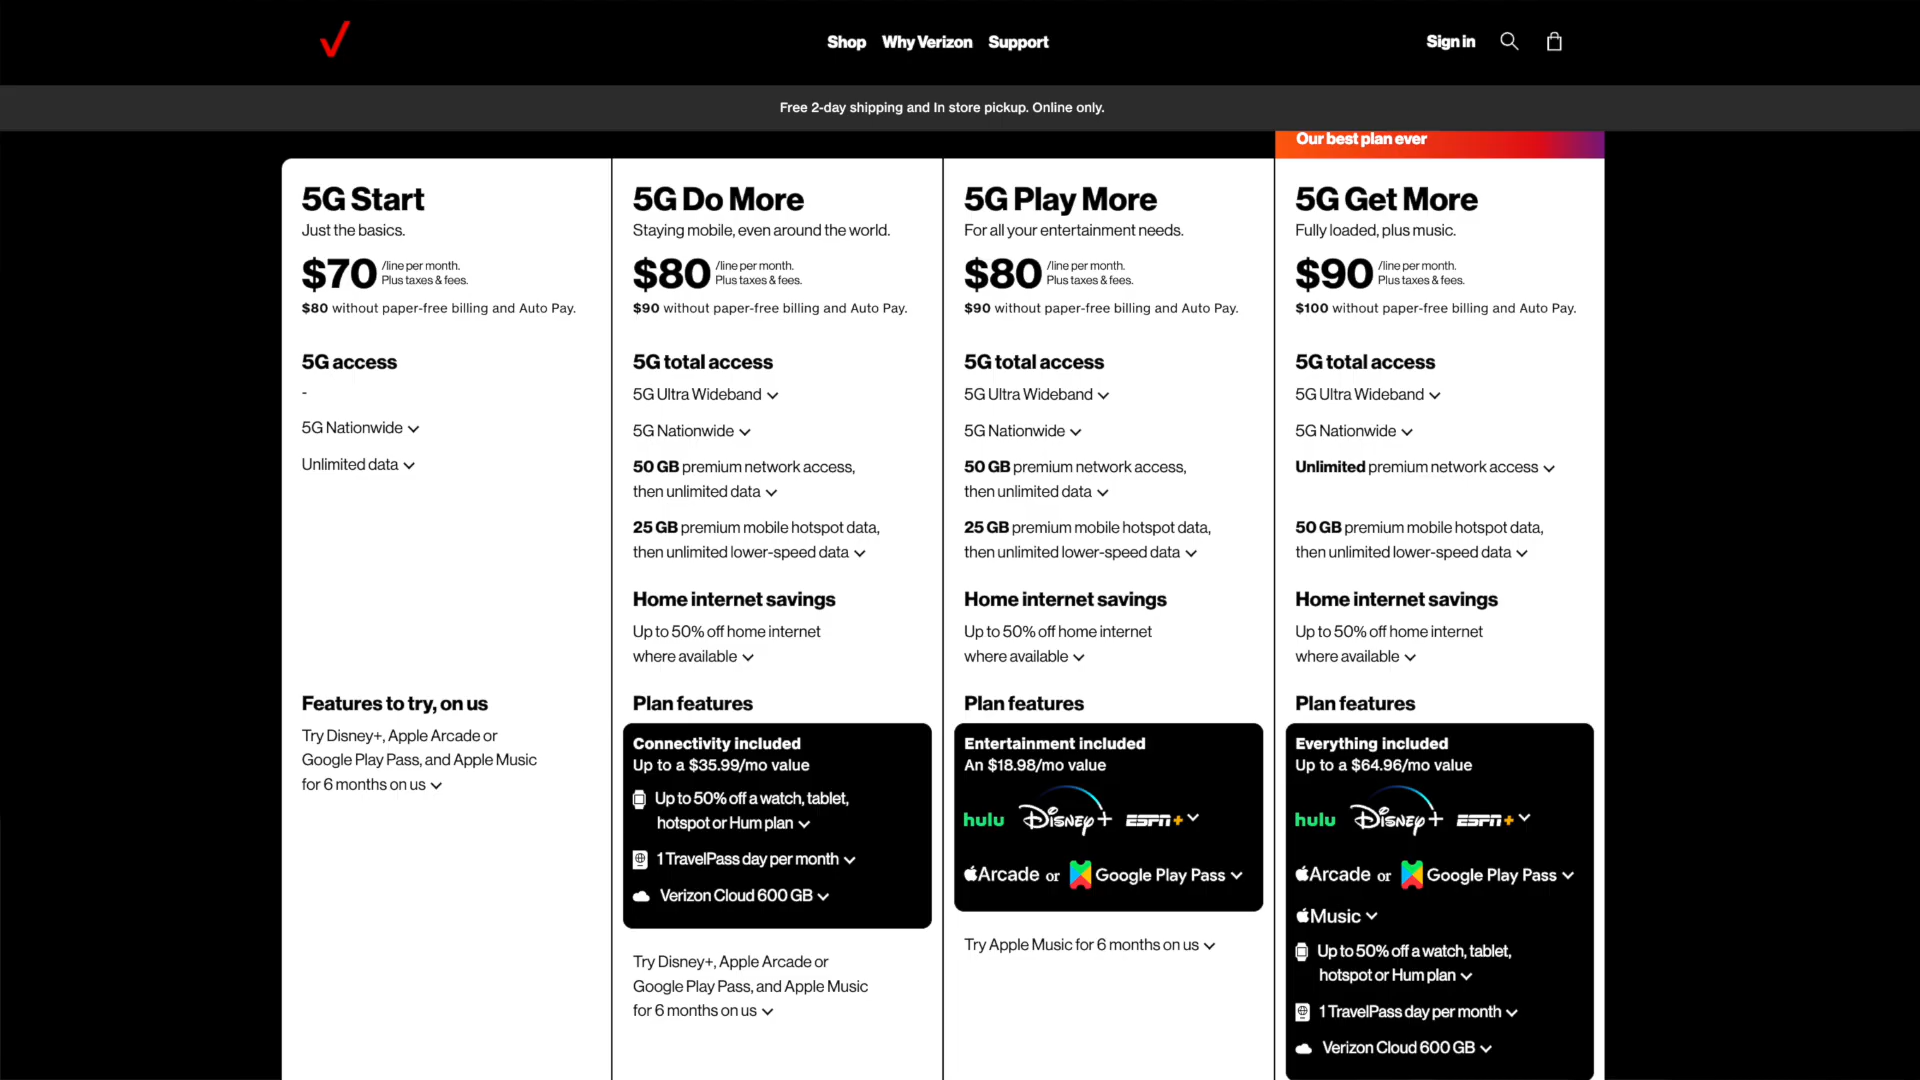 Shop Why Verizon Support
Sign in
Free 2-day shipping and In store pickup. Online only.
Our best plan ever
5G Start
Just the basics.
$70 /line per month.
Plus taxes & fees.
$80 without paper-free billing and Auto Pay.
5G access
-
5G Nationwide
Unlimited data
Features to try, on us
Try Disney+, Apple Arcade or
Google Play Pass, and Apple Music
for 6 months on us
5G Do More
Staying mobile, even around the world.
$80 /line per month.
Plus taxes & fees.
$90 without paper-free billing and Auto Pay.
5G total access
5G Ultra Wideband
5G Nationwide
50 GB premium network access,
then unlimited data
25 GB premium mobile hotspot data,
then unlimited lower-speed data
Home internet savings
Up to 50% off home internet
where available
Plan features
Connectivity included
Up to a $35.99/mo value
Up to 50% off a watch, tablet,
hotspot or Hum plan
1 TravelPass day per month
Verizon Cloud 600 GB
Try Disney+, Apple Arcade or
Google Play Pass, and Apple Music
for 6 months on us
5G Play More
For all your entertainment needs.
$80 /line per month.
Plus taxes & fees.
$90 without paper-free billing and Auto Pay.
5G total access
5G Ultra Wideband
5G Nationwide
50 GB premium network access,
then unlimited data
25 GB premium mobile hotspot data,
then unlimited lower-speed data
Home internet savings
Up to 50% off home internet
where available
Plan features
Entertainment included
An $18.98/mo value
hulu Disney+ ESPN+
Arcade or Google Play Pass
Try Apple Music for 6 months on us
5G Get More
Fully loaded, plus music.
$90 /line per month.
Plus taxes & fees.
$100 without paper-free billing and Auto Pay.
5G total access
5G Ultra Wideband
5G Nationwide
Unlimited premium network access
50 GB premium mobile hotspot data,
then unlimited lower-speed data
Home internet savings
Up to 50% off home internet
where available
Plan features
Everything included
Up to a $64.96/mo value
hulu Disney+ ESPN+
Arcade or Google Play Pass
Music
Up to 50% off a watch, tablet,
hotspot or Hum plan
1 TravelPass day per month
Verizon Cloud 600 GB